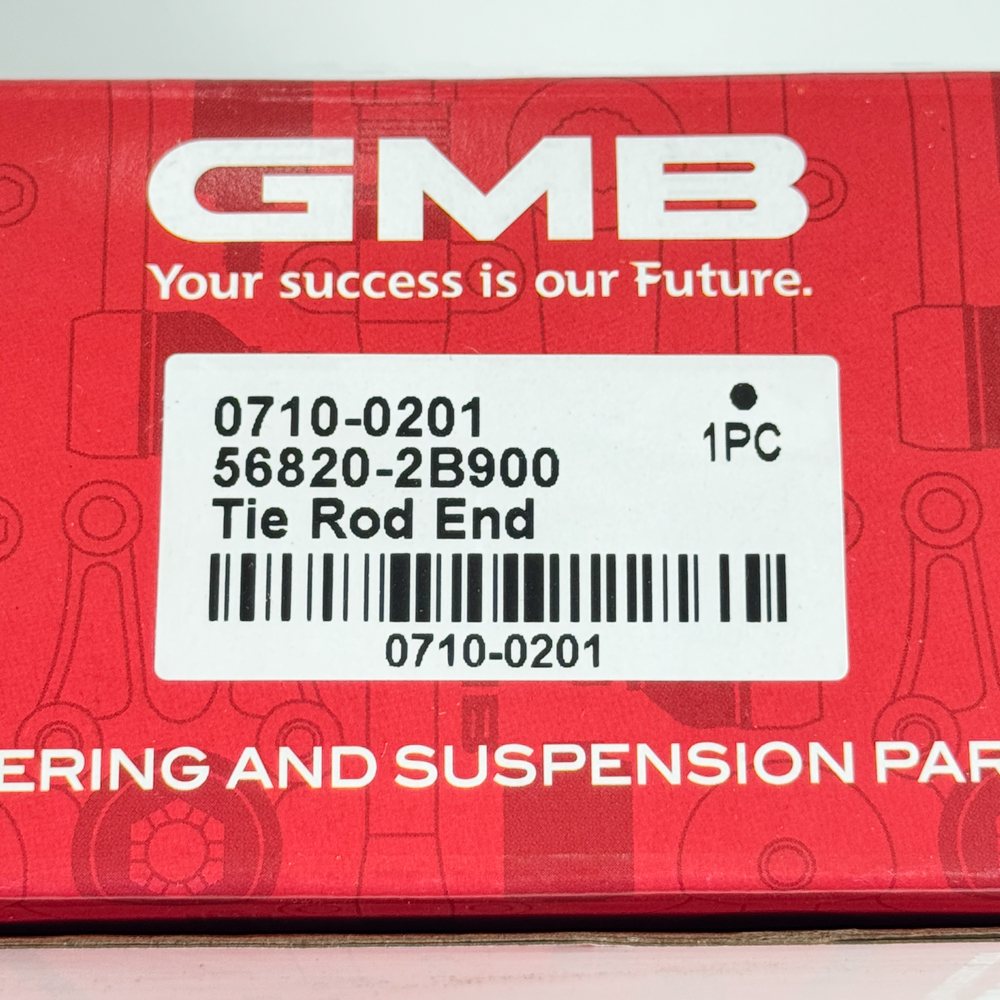 GMB
Your success is our Future.
0710-0201
1PC
56820-2B900
Tie Rod End
0710-0201
ERING AND SUSPENSION PAR